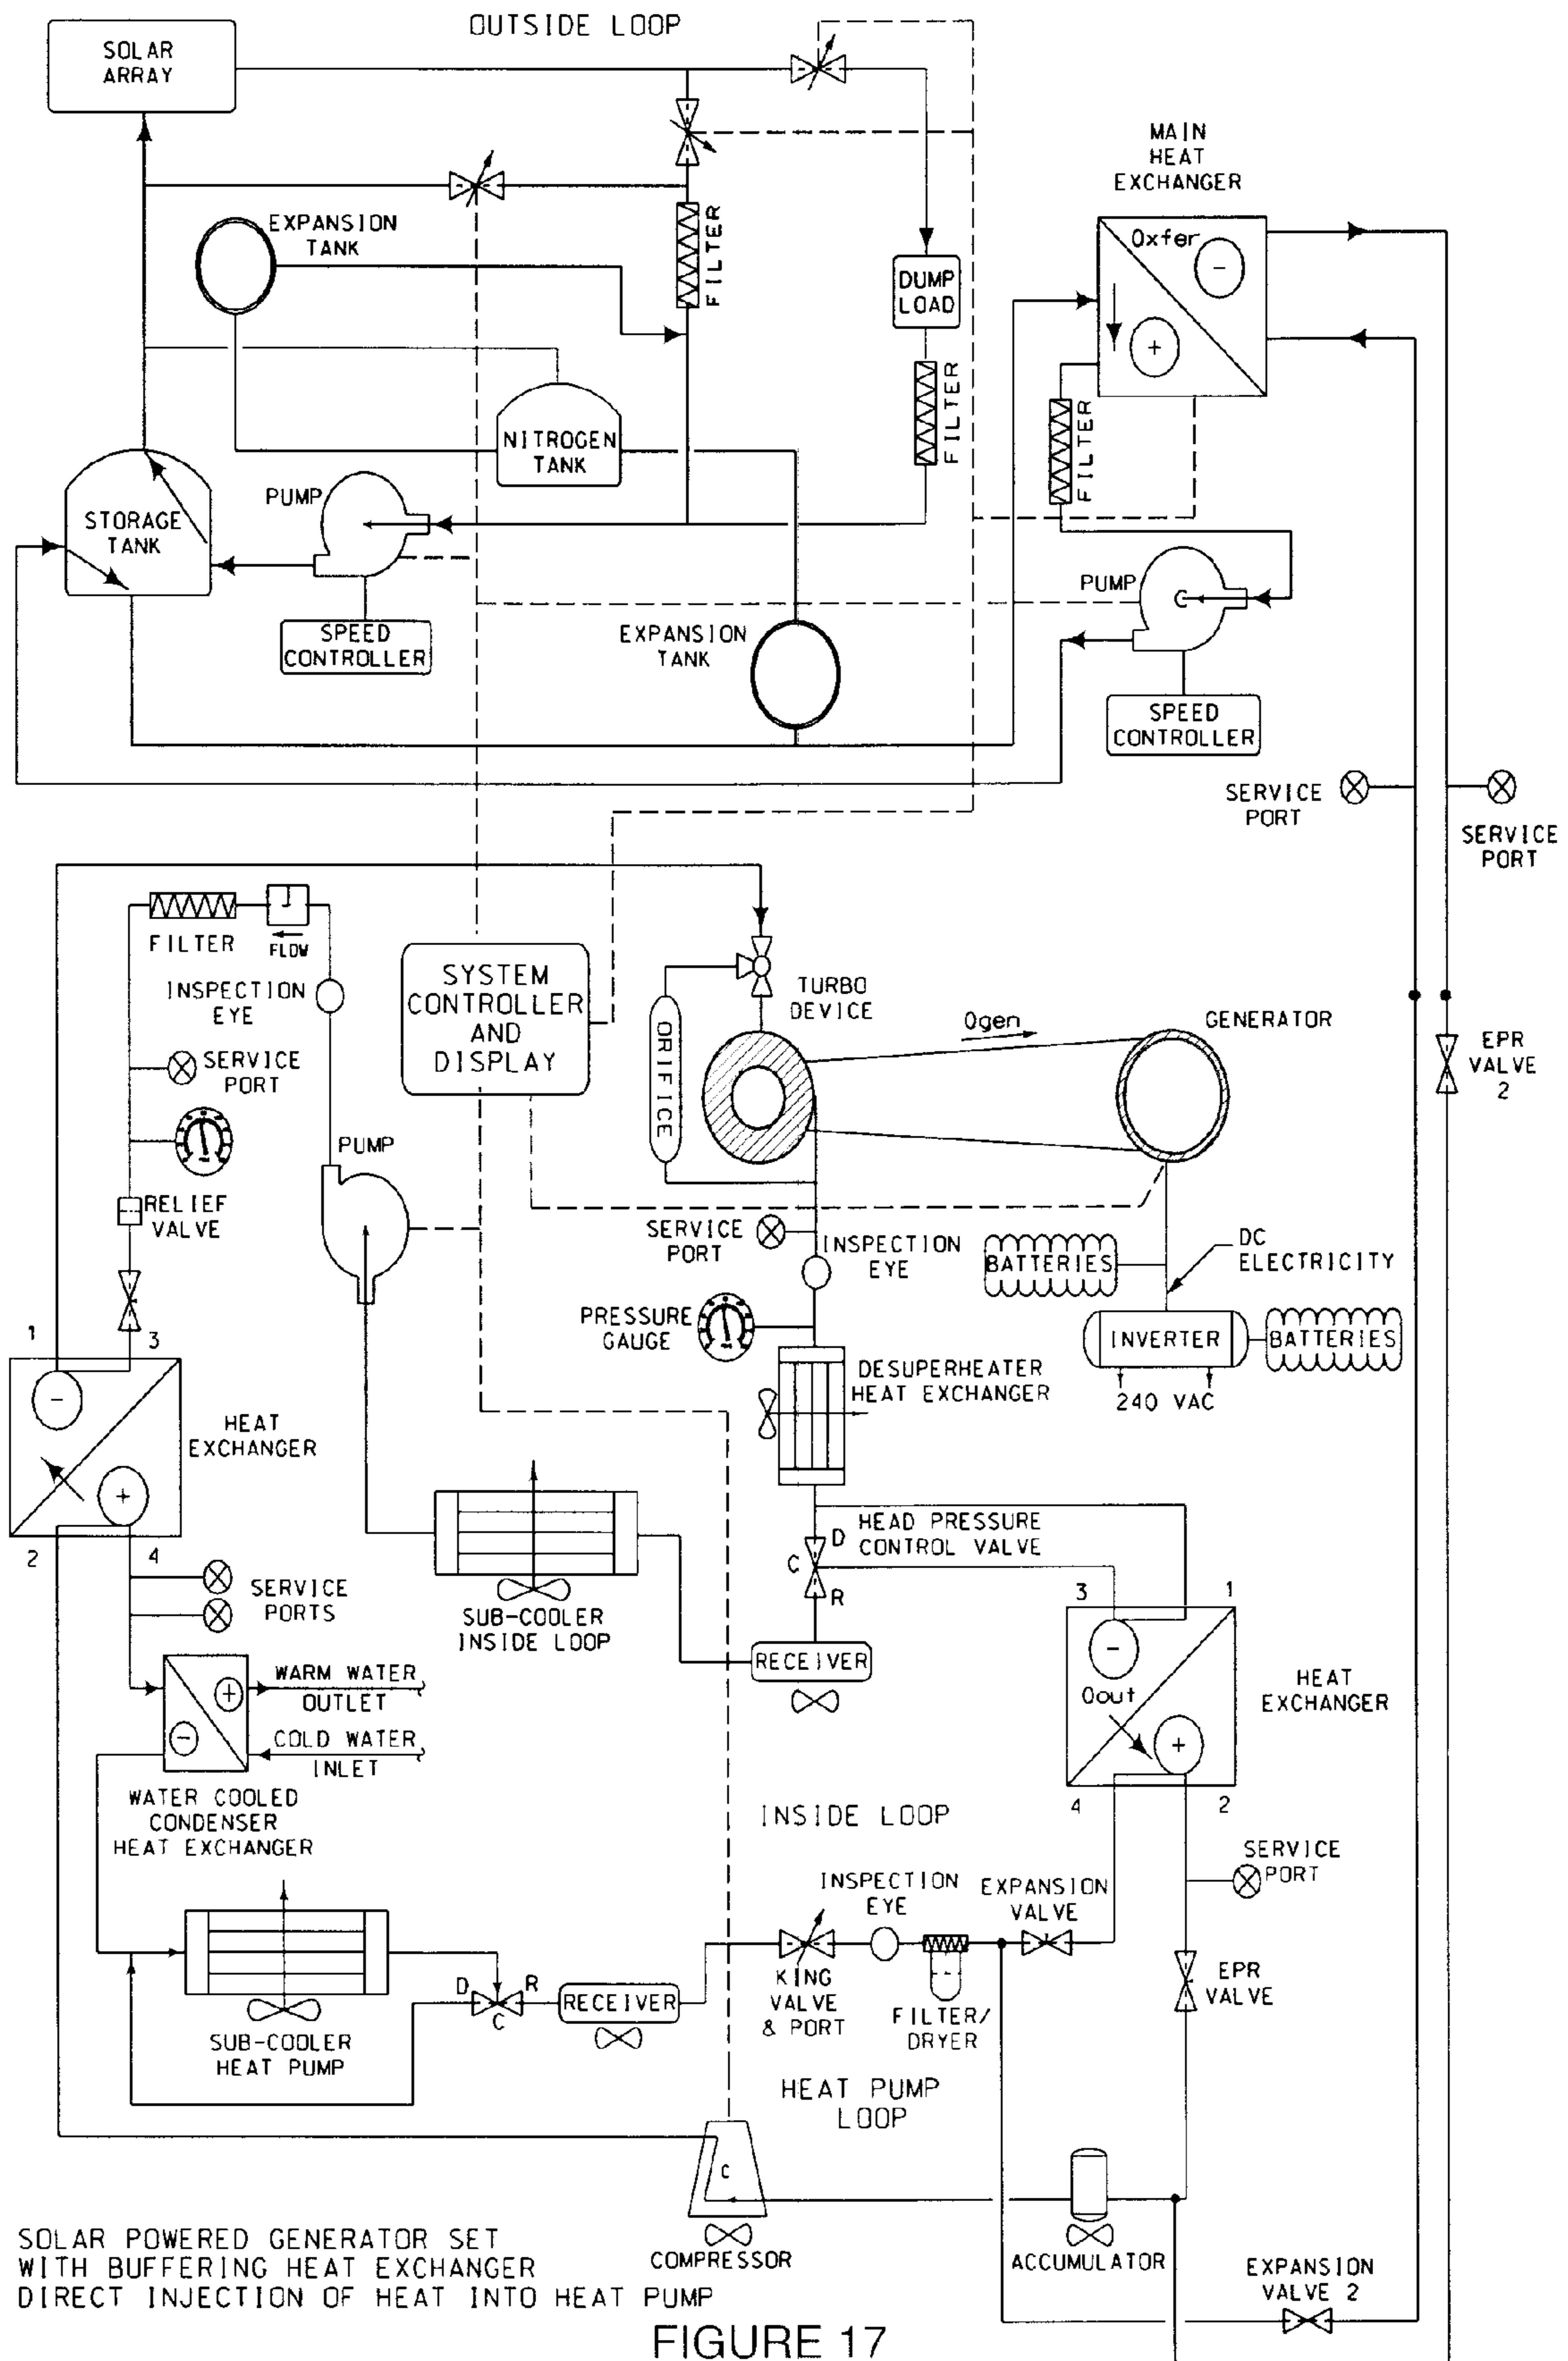 OUTSIDE LOOP
SOLAR
ARRAY
MAIN
HEAT
EXCHANGER
EXPANSION
TANK
FILTER
Qxfer
-
+
DUMP
LOAD
FILTER
FILTER
NITROGEN
TANK
PUMP
STORAGE
TANK
SPEED
CONTROLLER
EXPANSION
TANK
PUMP
C
SPEED
CONTROLLER
SERVICE
PORT
SERVICE
PORT
FILTER
FLOW
INSPECTION
EYE
SYSTEM
CONTROLLER
AND
DISPLAY
TURBO
DEVICE
ORIFICE
Qgen
GENERATOR
EPR
VALVE
2
SERVICE
PORT
PUMP
RELIEF
VALVE
SERVICE
PORT
INSPECTION
EYE
BATTERIES
DC
ELECTRICITY
PRESSURE
GAUGE
INVERTER
BATTERIES
240 VAC
DESUPERHEATER
HEAT EXCHANGER
1
3
-
+
HEAT
EXCHANGER
2
4
SERVICE
PORTS
SUB-COOLER
INSIDE LOOP
HEAD PRESSURE
CONTROL VALVE
D
C
R
RECEIVER
3
1
-
Qout
+
HEAT
EXCHANGER
4
2
WARM WATER
OUTLET
COLD WATER
INLET
+
-
WATER COOLED
CONDENSER
HEAT EXCHANGER
INSIDE LOOP
SERVICE
PORT
INSPECTION
EYE
EXPANSION
VALVE
KING
VALVE
& PORT
FILTER/
DRYER
EPR
VALVE
D
R
C
RECEIVER
SUB-COOLER
HEAT PUMP
HEAT PUMP
LOOP
C
COMPRESSOR
ACCUMULATOR
EXPANSION
VALVE 2
SOLAR POWERED GENERATOR SET
WITH BUFFERING HEAT EXCHANGER
DIRECT INJECTION OF HEAT INTO HEAT PUMP
FIGURE 17